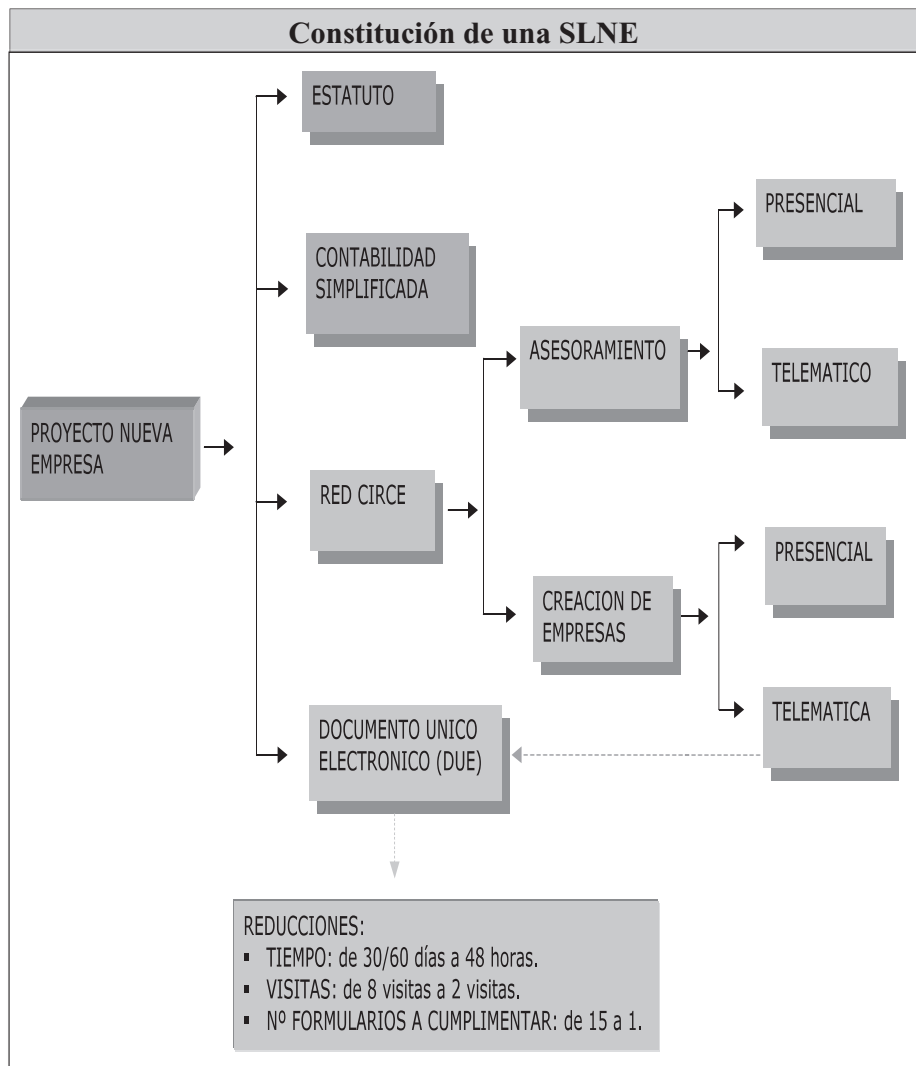 Constitución de una SLNE
ESTATUTO
CONTABILIDAD
SIMPLIFICADA
PROYECTO NUEVA
EMPRESA
RED CIRCE
ASESORAMIENTO
PRESENCIAL
TELEMATICO
CREACION DE
EMPRESAS
PRESENCIAL
TELEMATICA
DOCUMENTO UNICO
ELECTRONICO (DUE)
REDUCCIONES:
▪ TIEMPO: de 30/60 días a 48 horas.
▪ VISITAS: de 8 visitas a 2 visitas.
▪ Nº FORMULARIOS A CUMPLIMENTAR: de 15 a 1.